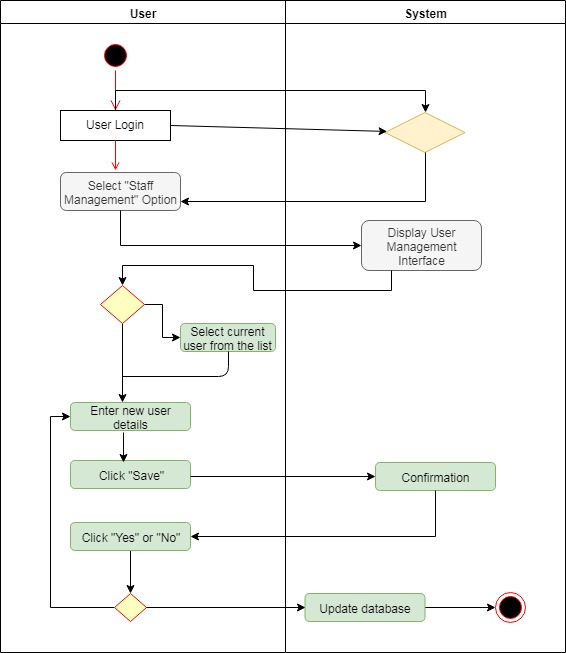 User
System
User Login
Select "Staff
Management" Option
Display User
Management
Interface
Select current
user from the list
Enter new user
details
Click "Save"
Confirmation
Click "Yes" or "No"
Update database